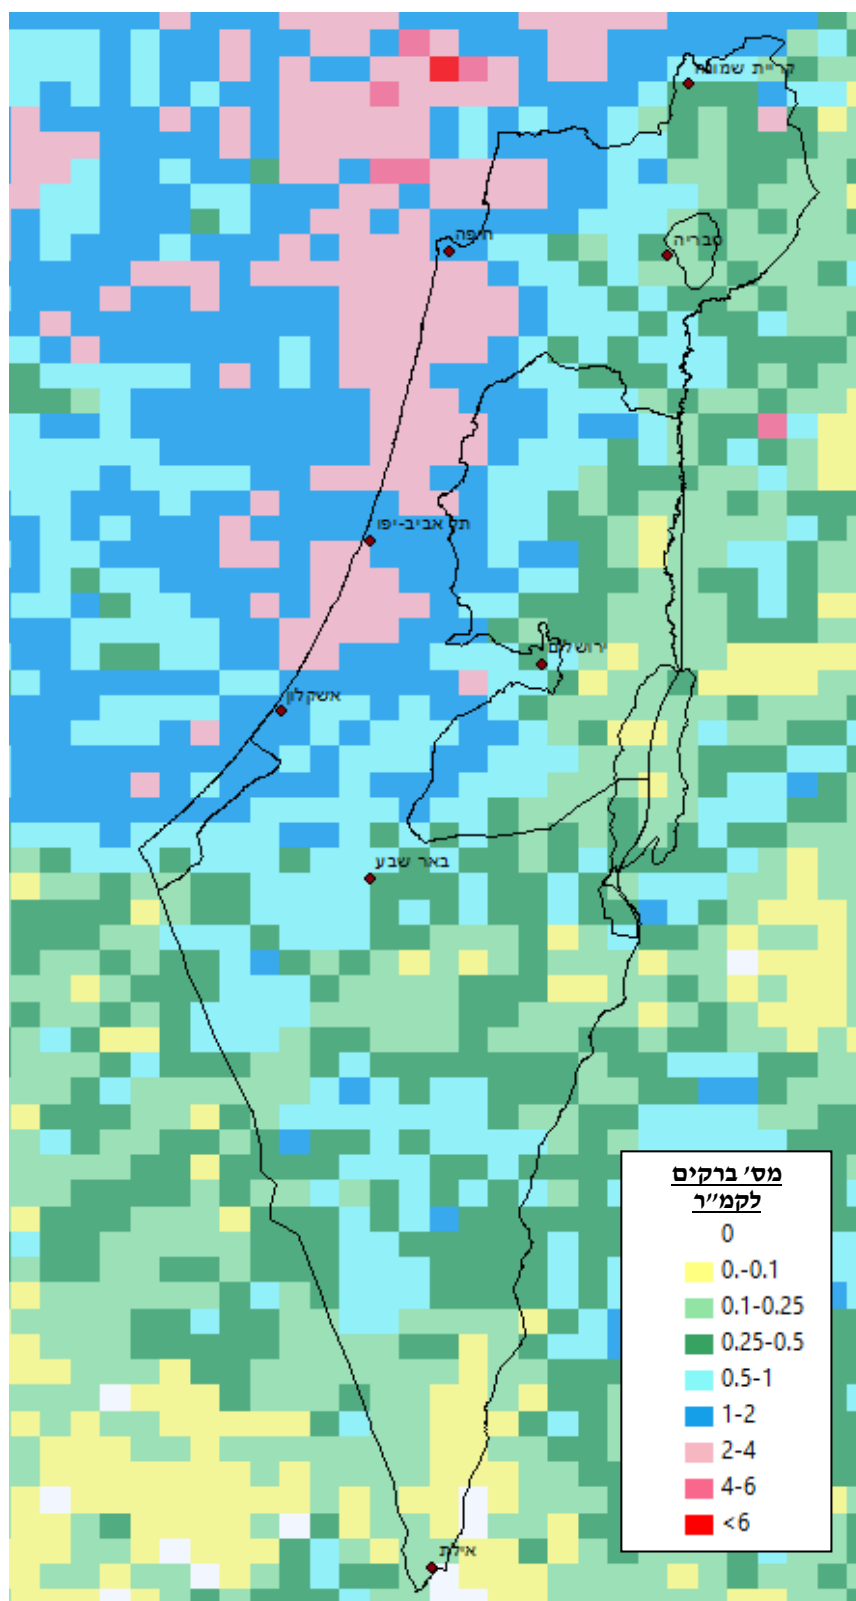 קריית שמונה
חיפה
טבריה
תל אביב-יפו
ירושלים
אשקלון
באר שבע
אילת
מס׳ ברקים
לקמ״ר
0
0.-0.1
0.1-0.25
0.25-0.5
0.5-1
1-2
2-4
4-6
<6